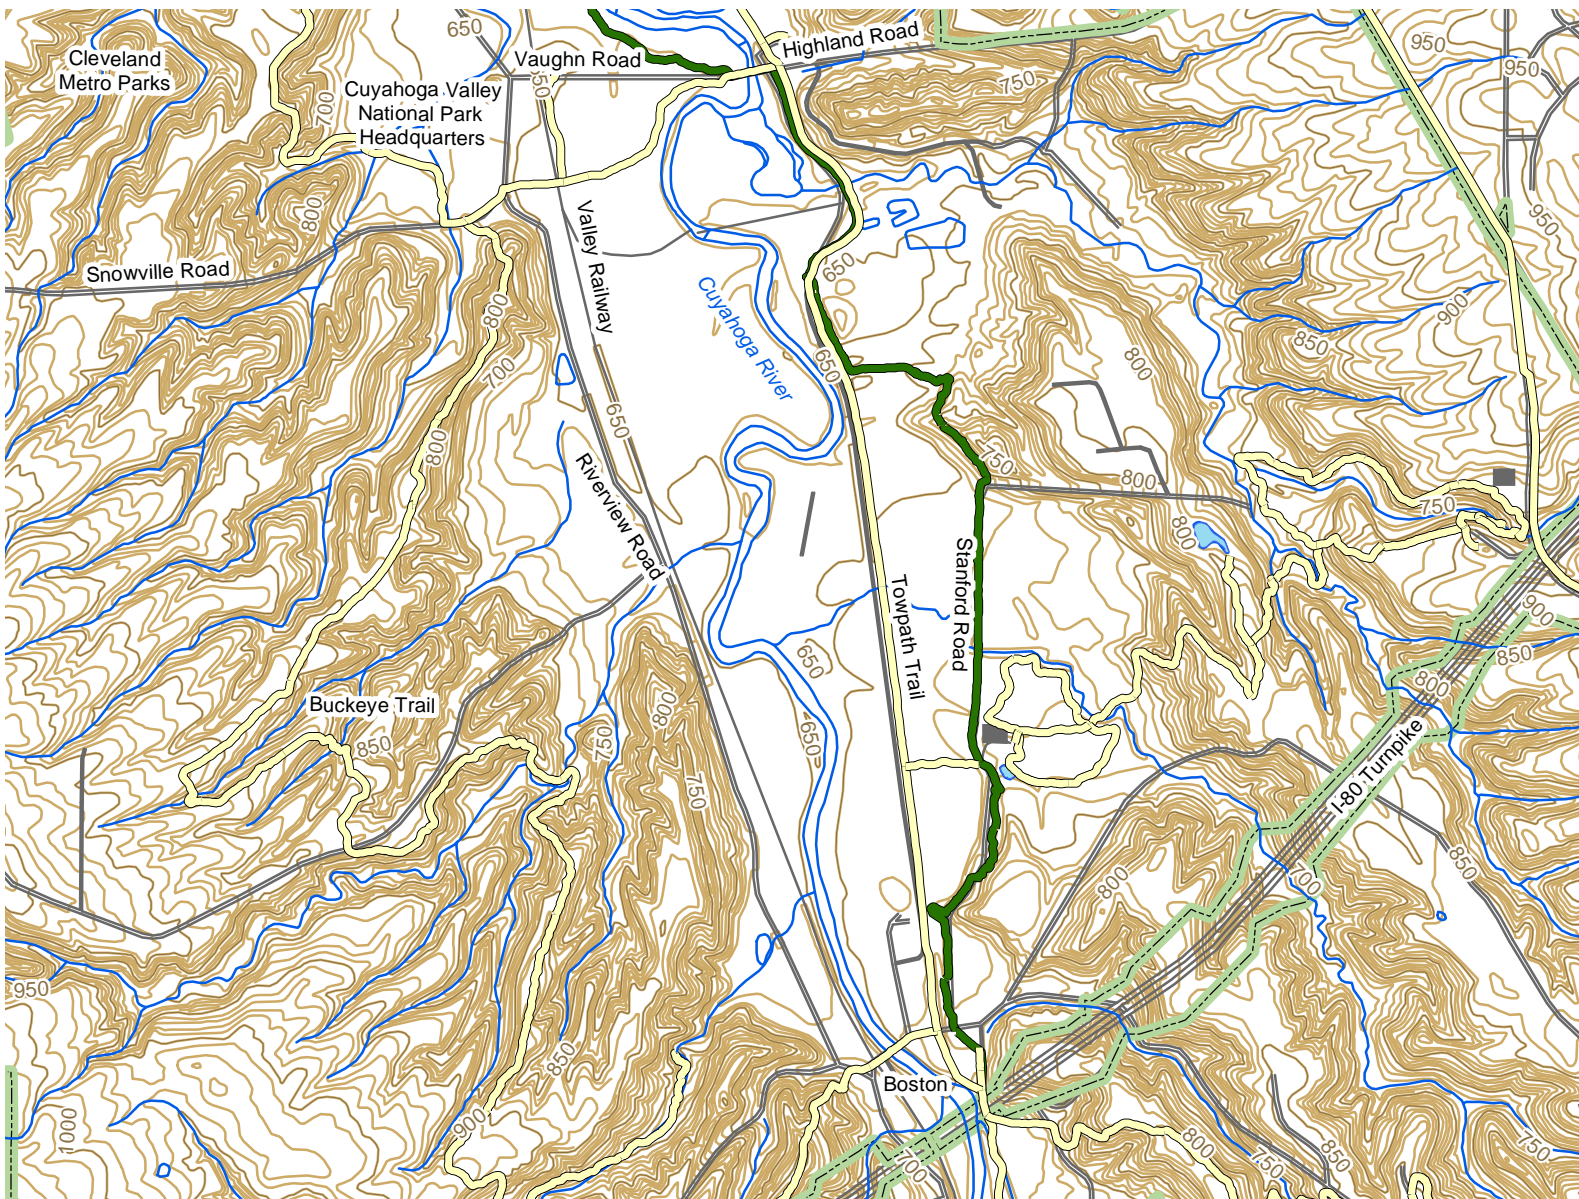 650
Highland Road
950
Cleveland
Metro Parks
Vaughn Road
950
650
750
Cuyahoga Valley
National Park
Headquarters
700
800
950
Valley Railway
Snowville Road
650
800
Cuyahoga River
900
850
650
800
700
650
800
750
800
Riverview Road
750
800
Stanford Road
Towpath Trail
900
650
850
800
800
Buckeye Trail
850
750
650
I-80 Turnpike
750
850
800
700
950
850
Boston
900
1000
800
750
850
750
700